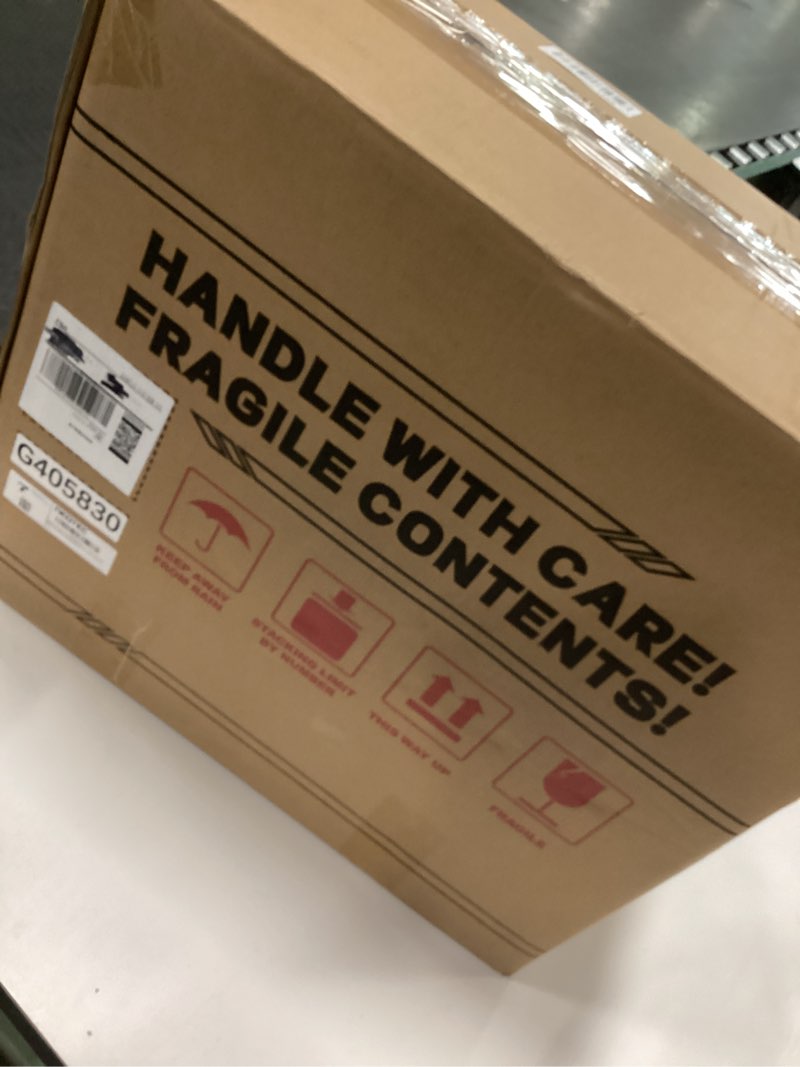 HANDLE WITH CARE!
FRAGILE CONTENTS!
G405830
KEEP AWAY
FROM RAIN
STACKING LIMIT
BY NUMBER
THIS WAY UP
FRAGILE